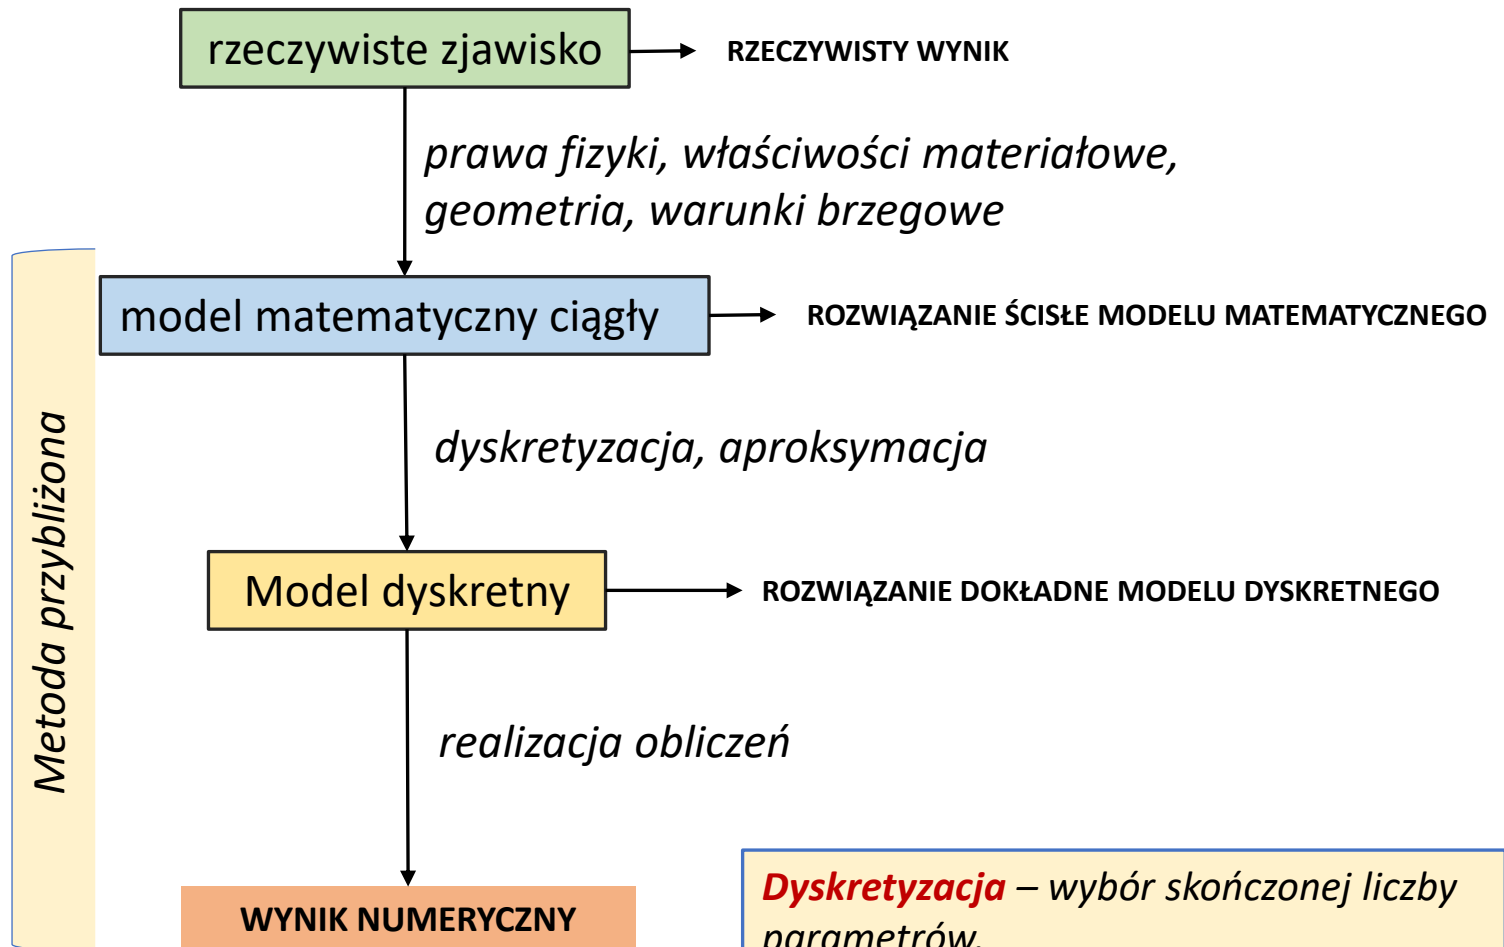 rzeczywiste zjawisko
RZECZYWISTY WYNIK
prawa fizyki, właściwości materiałowe,
geometria, warunki brzegowe
model matematyczny ciągły
ROZWIĄZANIE ŚCISŁE MODELU MATEMATYCZNEGO
Metoda przybliżona
dyskretyzacja, aproksymacja
Model dyskretny
ROZWIĄZANIE DOKŁADNE MODELU DYSKRETNEGO
realizacja obliczeń
WYNIK NUMERYCZNY
Dyskretyzacja – wybór skończonej liczby
parametrów.